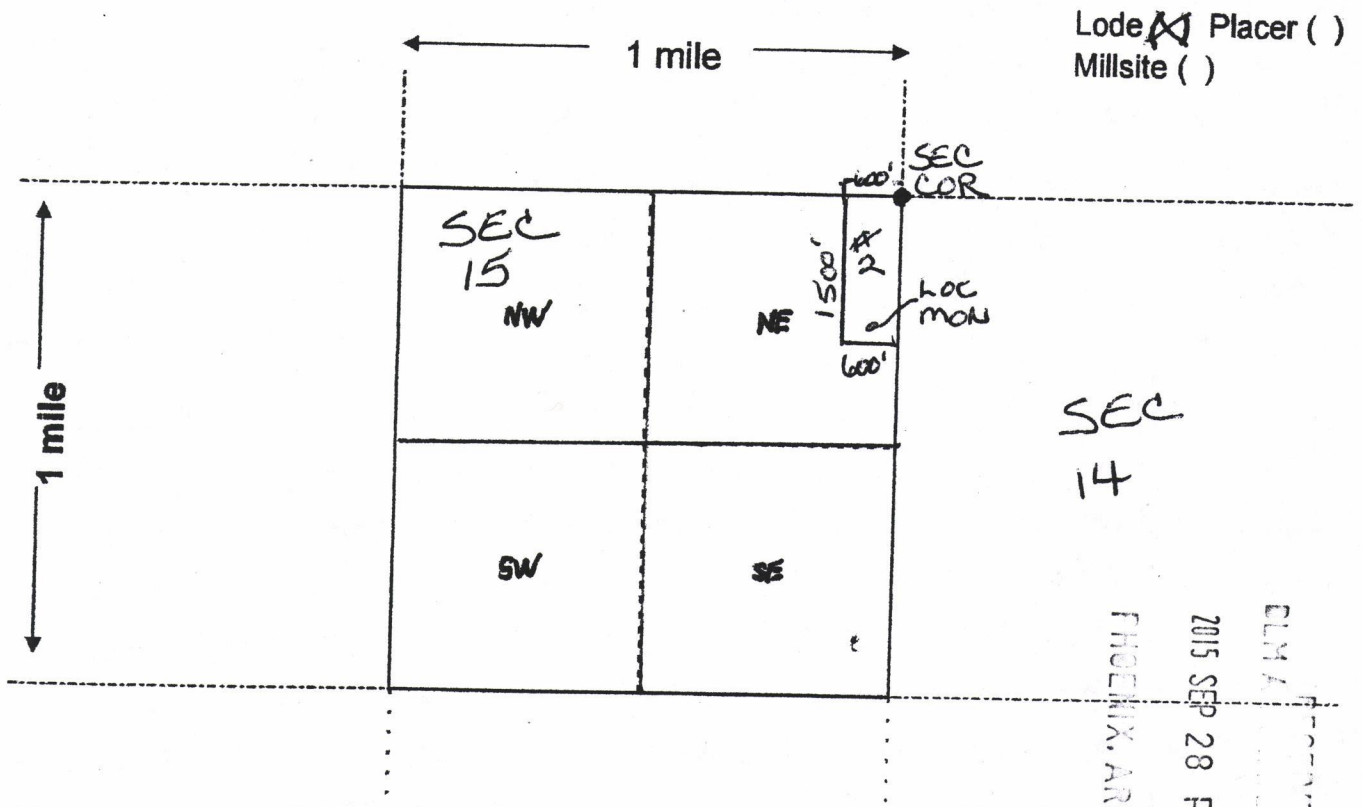 Lode (X) Placer ( )
Millsite ( )
1 mile
SEC
COR
600'
SEC
15
1500'
#
2
LOC
MON
NW
NE
600'
1 mile
SEC
14
SW
SE
2015 SEP 28
PHOENIX, AR